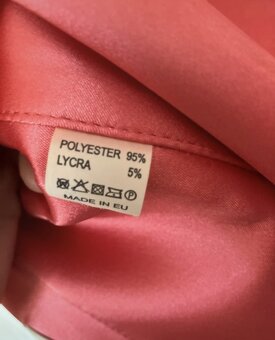 POLYESTER 95%
LYCRA 5%
P
MADE IN EU